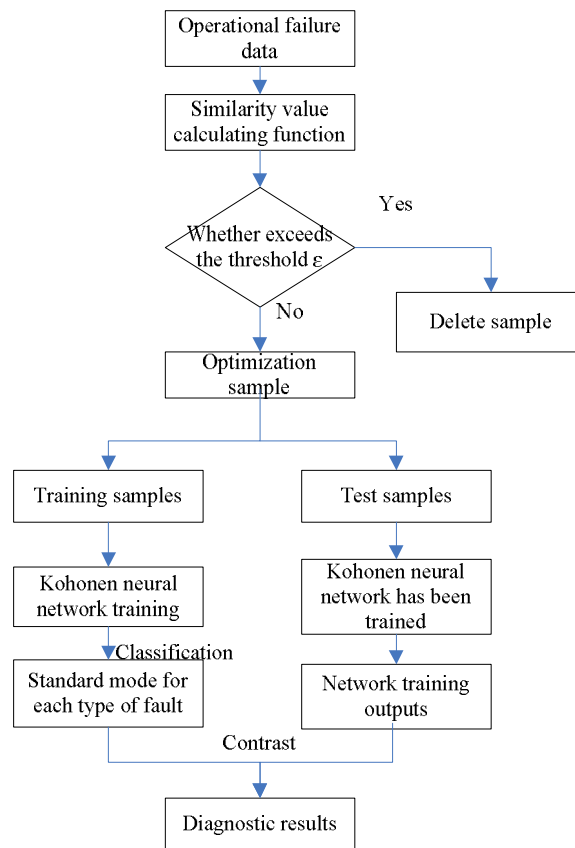 Operational failure
data
Similarity value
calculating function
Yes
Whether exceeds
the threshold ε
No
Delete sample
Optimization
sample
Training samples
Test samples
Kohonen neural
network training
Kohonen neural
network has been
trained
Classification
Standard mode for
each type of fault
Network training
outputs
Contrast
Diagnostic results